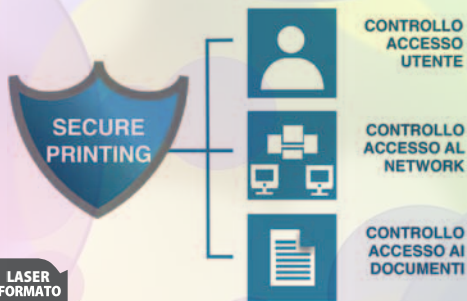 SECURE
PRINTING
CONTROLLO
ACCESSO
UTENTE
CONTROLLO
ACCESSO AL
NETWORK
CONTROLLO
ACCESSO AI
DOCUMENTI
LASER
FORMATO